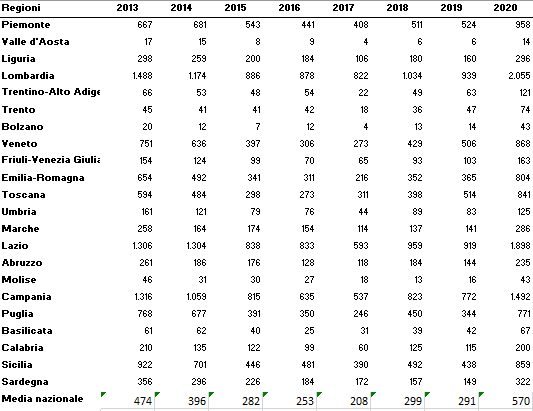 Regioni 2013 2014 2015 2016 2017 2018 2019 2020
Piemonte 667 681 543 441 408 511 524 958
Valle d'Aosta 17 15 8 9 4 6 6 14
Liguria 298 259 200 184 106 180 160 296
Lombardia 1.488 1.174 886 878 822 1.034 939 2.055
Trentino-Alto Adige 66 53 48 54 22 49 63 121
Trento 45 41 41 42 18 36 47 74
Bolzano 20 12 7 12 4 13 14 43
Veneto 751 636 397 306 273 429 506 868
Friuli-Venezia Giulia 154 124 99 70 65 93 103 163
Emilia-Romagna 654 492 341 311 216 352 365 804
Toscana 594 484 298 273 311 398 514 841
Umbria 161 121 79 76 44 89 83 125
Marche 258 164 174 154 114 137 141 286
Lazio 1.306 1.304 838 833 593 959 919 1.898
Abruzzo 261 186 176 128 118 184 144 235
Molise 46 31 30 27 18 13 16 43
Campania 1.316 1.059 815 635 537 823 772 1.492
Puglia 768 677 391 350 246 450 344 771
Basilicata 61 62 40 25 31 39 42 67
Calabria 210 135 122 99 60 125 115 200
Sicilia 922 701 446 481 390 492 438 859
Sardegna 356 296 226 184 172 157 149 322
Media nazionale 474 396 282 253 208 299 291 570